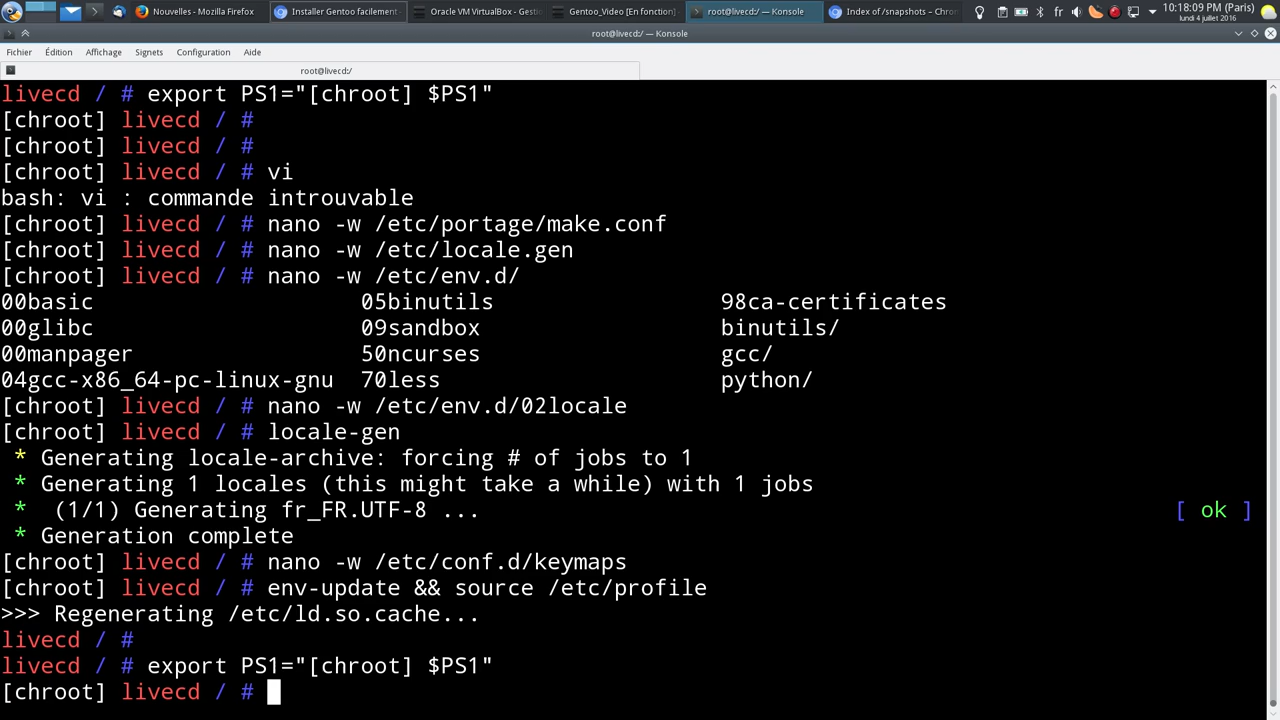 Nouvelles - Mozilla Firefox
Installer Gentoo facilement
Oracle VM VirtualBox - Gesti
Gentoo_Video [En fonction]
root@livecd:/ — Konsole
Index of /snapshots – Chro
fr
10:18:09 PM (Paris)
lundi 4 juillet 2016
root@livecd:/ — Konsole
Fichier Édition Affichage Signets Configuration Aide
root@livecd:/
livecd / # export PS1="[chroot] $PS1"
[chroot] livecd / #
[chroot] livecd / #
[chroot] livecd / # vi
bash: vi : commande introuvable
[chroot] livecd / # nano -w /etc/portage/make.conf
[chroot] livecd / # nano -w /etc/locale.gen
[chroot] livecd / # nano -w /etc/env.d/
00basic 05binutils 98ca-certificates
00glibc 09sandbox binutils/
00manpager 50ncurses gcc/
04gcc-x86_64-pc-linux-gnu 70less python/
[chroot] livecd / # nano -w /etc/env.d/02locale
[chroot] livecd / # locale-gen
* Generating locale-archive: forcing # of jobs to 1
* Generating 1 locales (this might take a while) with 1 jobs
* (1/1) Generating fr_FR.UTF-8 ... [ ok ]
* Generation complete
[chroot] livecd / # nano -w /etc/conf.d/keymaps
[chroot] livecd / # env-update && source /etc/profile
>>> Regenerating /etc/ld.so.cache...
livecd / #
livecd / # export PS1="[chroot] $PS1"
[chroot] livecd / #